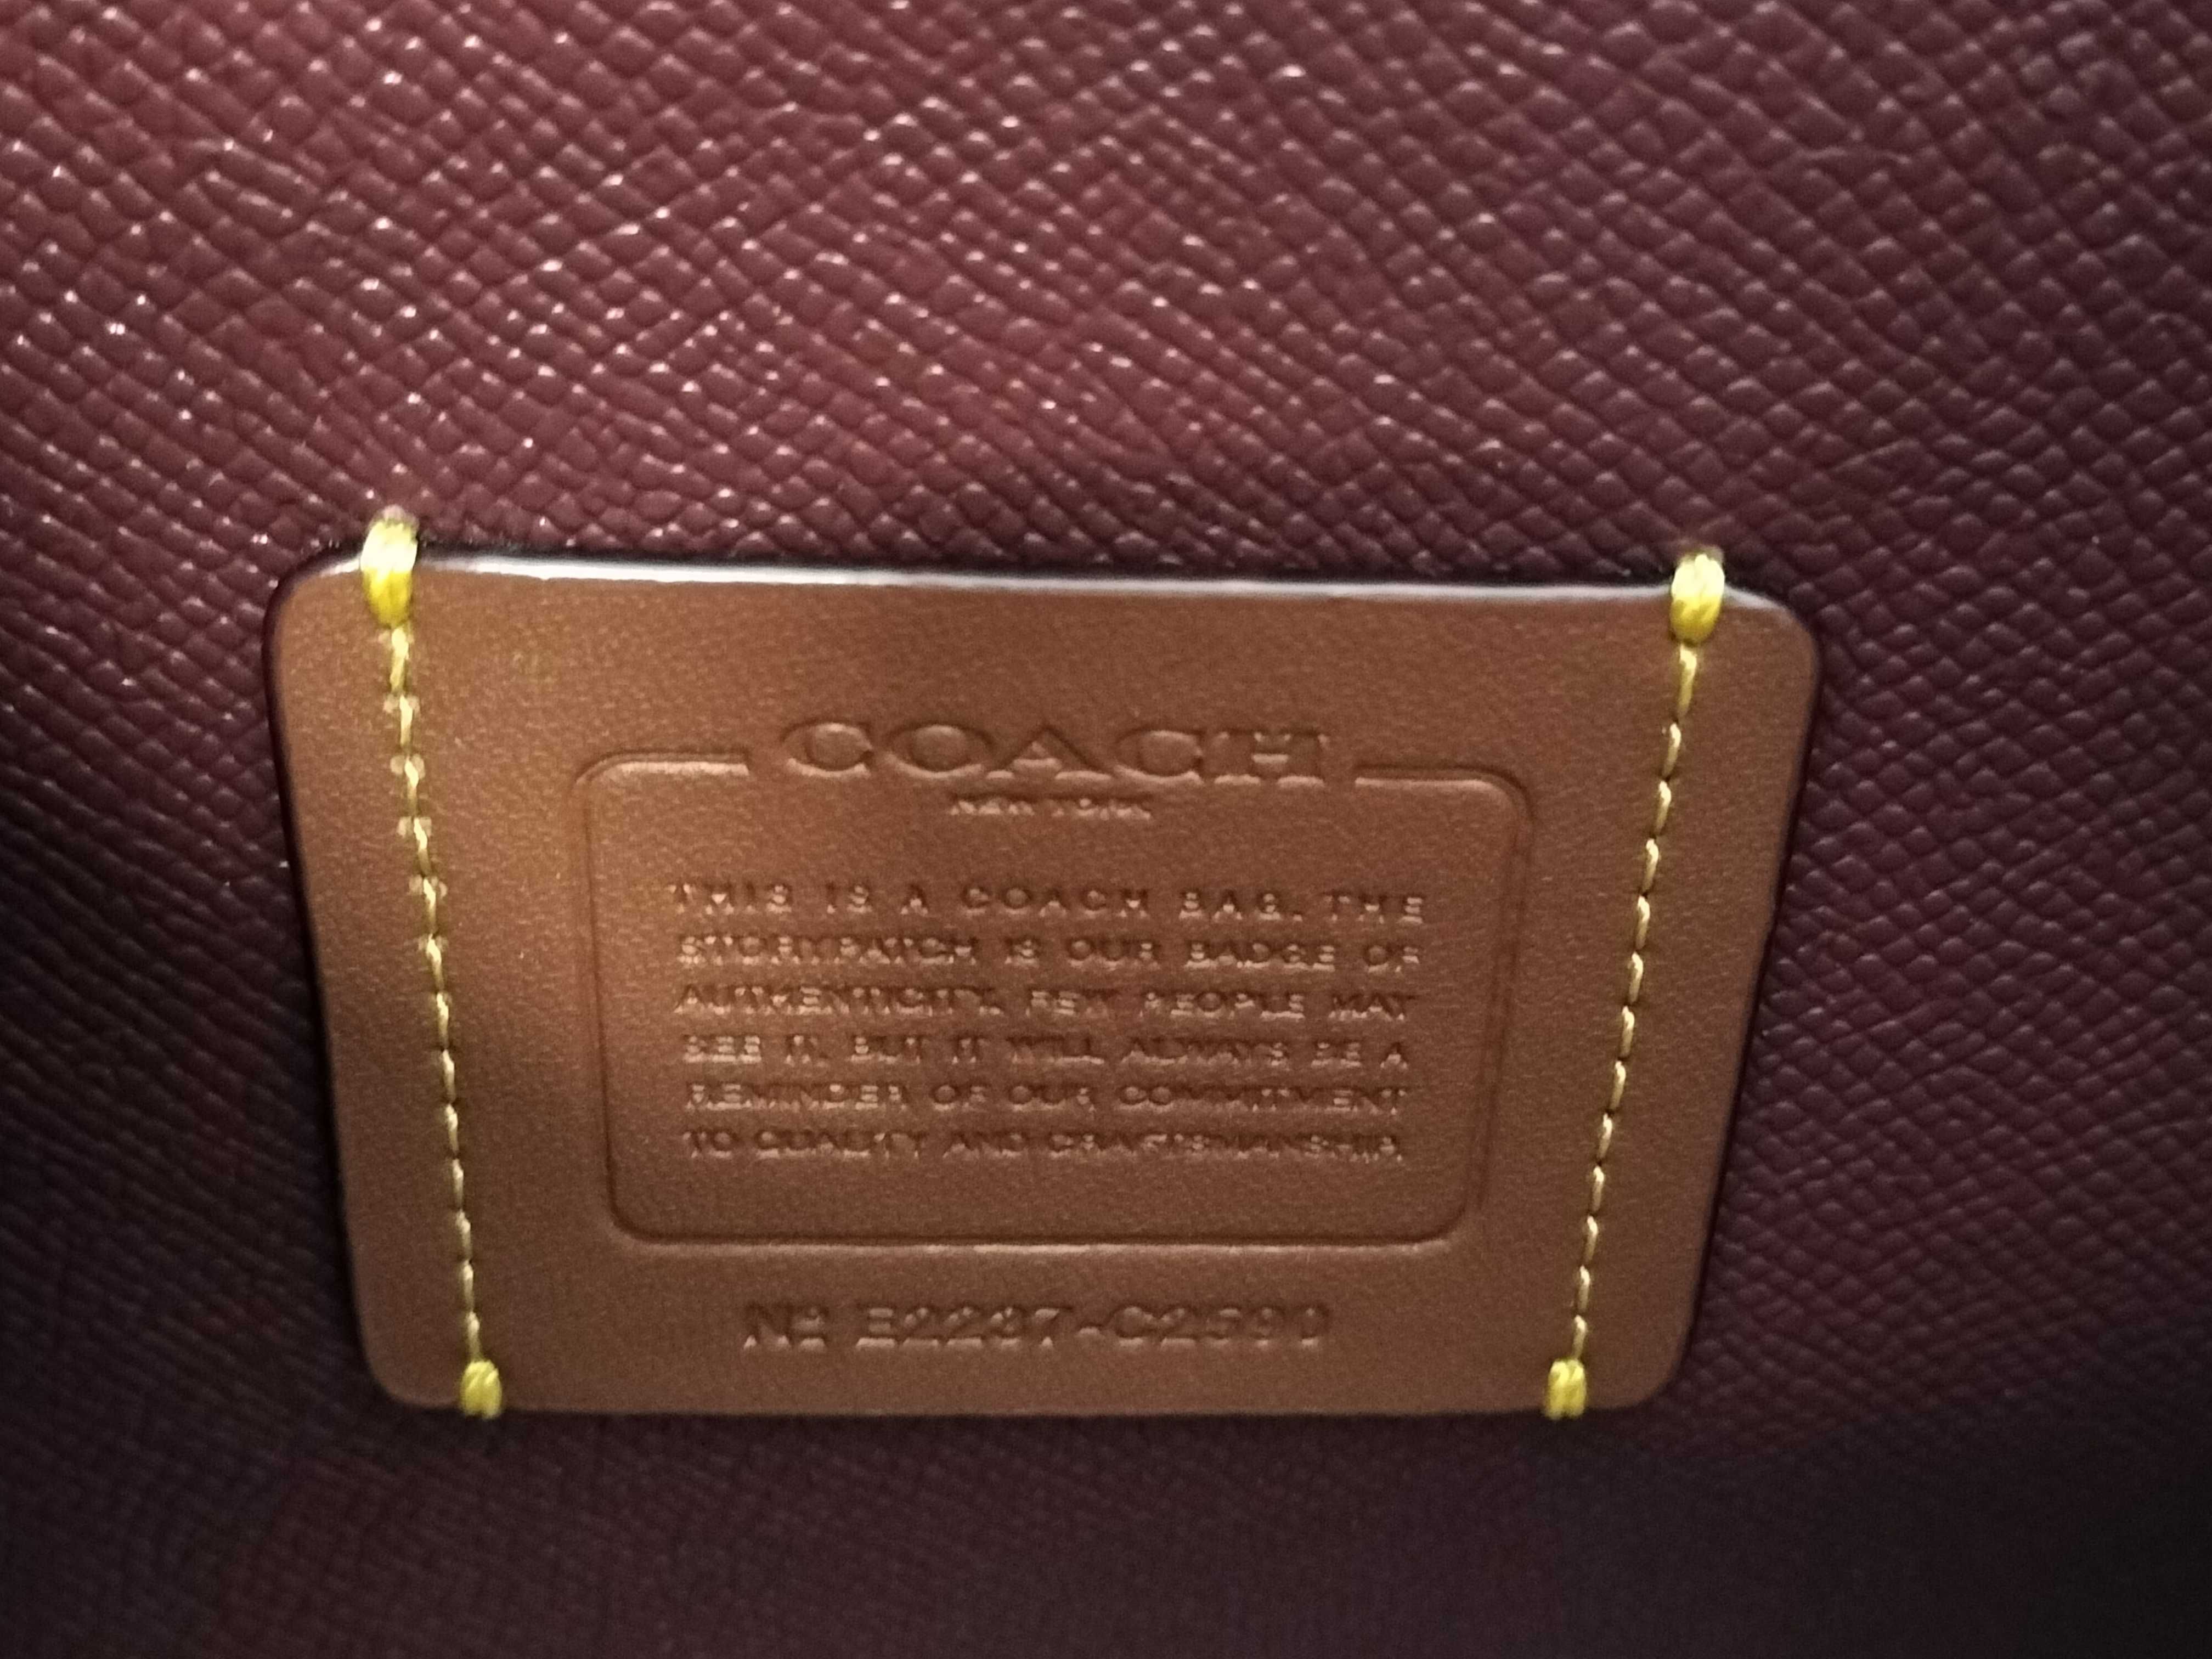 COACH
NEW YORK
THIS IS A COACH BAG. THE
STORYPATCH IS OUR BADGE OF
AUTHENTICITY. FEW PEOPLE MAY
SEE IT, BUT IT WILL ALWAYS BE A
REMINDER OF OUR COMMITMENT
TO QUALITY AND CRAFTSMANSHIP.
Nº